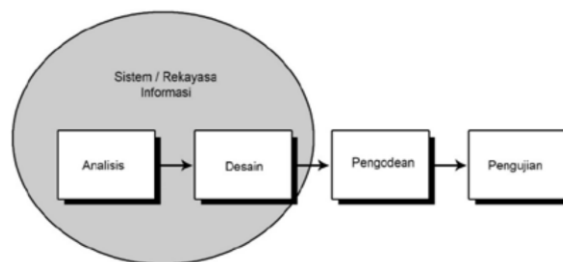 Sistem / Rekayasa
Informasi
Analisis
Desain
Pengodean
Pengujian